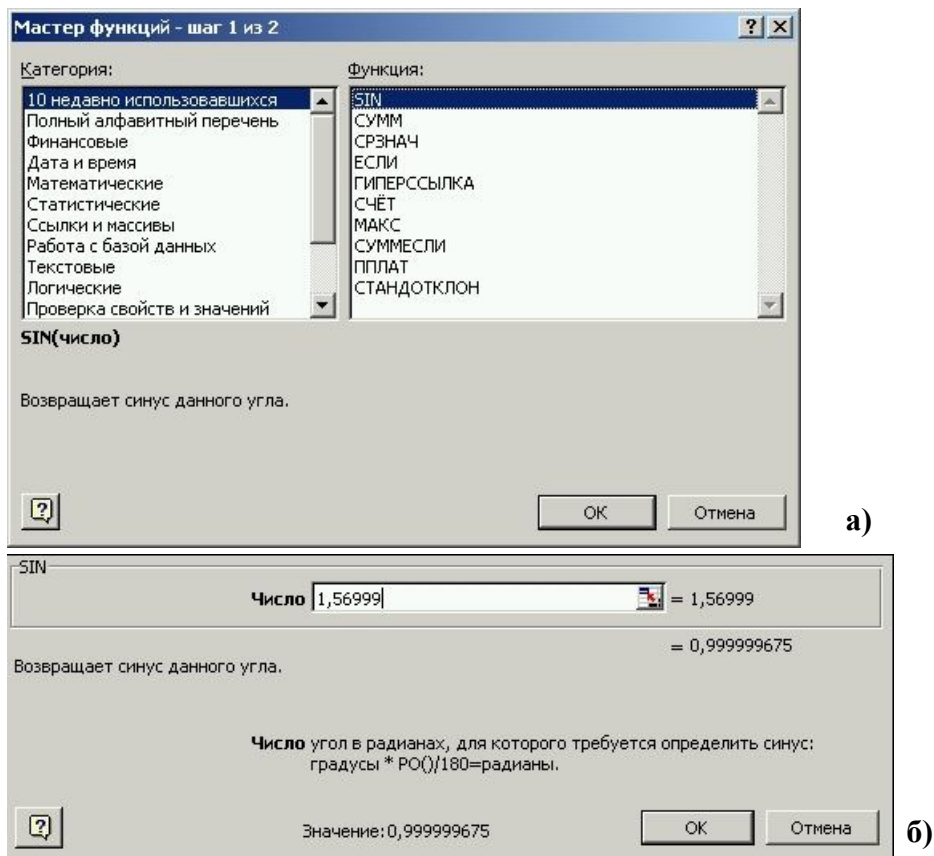 Мастер функций - шаг 1 из 2
Категория:
Функция:
10 недавно использовавшихся
Полный алфавитный перечень
Финансовые
Дата и время
Математические
Статистические
Ссылки и массивы
Работа с базой данных
Текстовые
Логические
Проверка свойств и значений
SIN
СУММ
СРЗНАЧ
ЕСЛИ
ГИПЕРССЫЛКА
СЧЁТ
МАКС
СУММЕСЛИ
ППЛАТ
СТАНДОТКЛОН
SIN(число)
Возвращает синус данного угла.
ОК
Отмена
а)
SIN
Число 1,56999 = 1,56999
= 0,999999675
Возвращает синус данного угла.
Число угол в радианах, для которого требуется определить синус:
градусы * PO()/180=радианы.
Значение:0,999999675
ОК
Отмена
б)